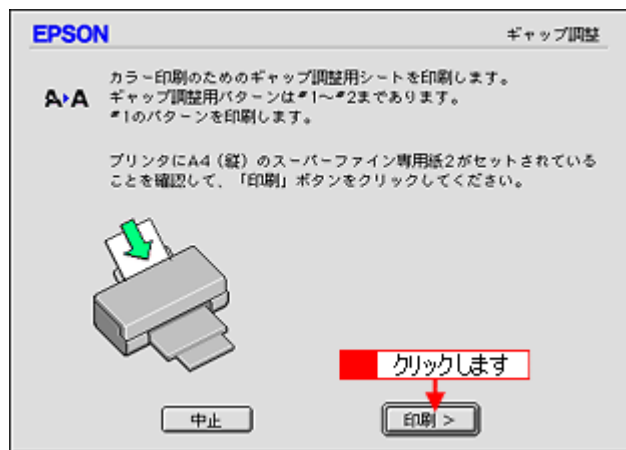 EPSON ギャップ調整
カラー印刷のためのギャップ調整用シートを印刷します。
A▸A ギャップ調整用パターンは#1〜#2まであります。
#1のパターンを印刷します。
プリンタにA4（縦）のスーパーファイン専用紙2がセットされている
ことを確認して、「印刷」ボタンをクリックしてください。
クリックします
中止 印刷 >